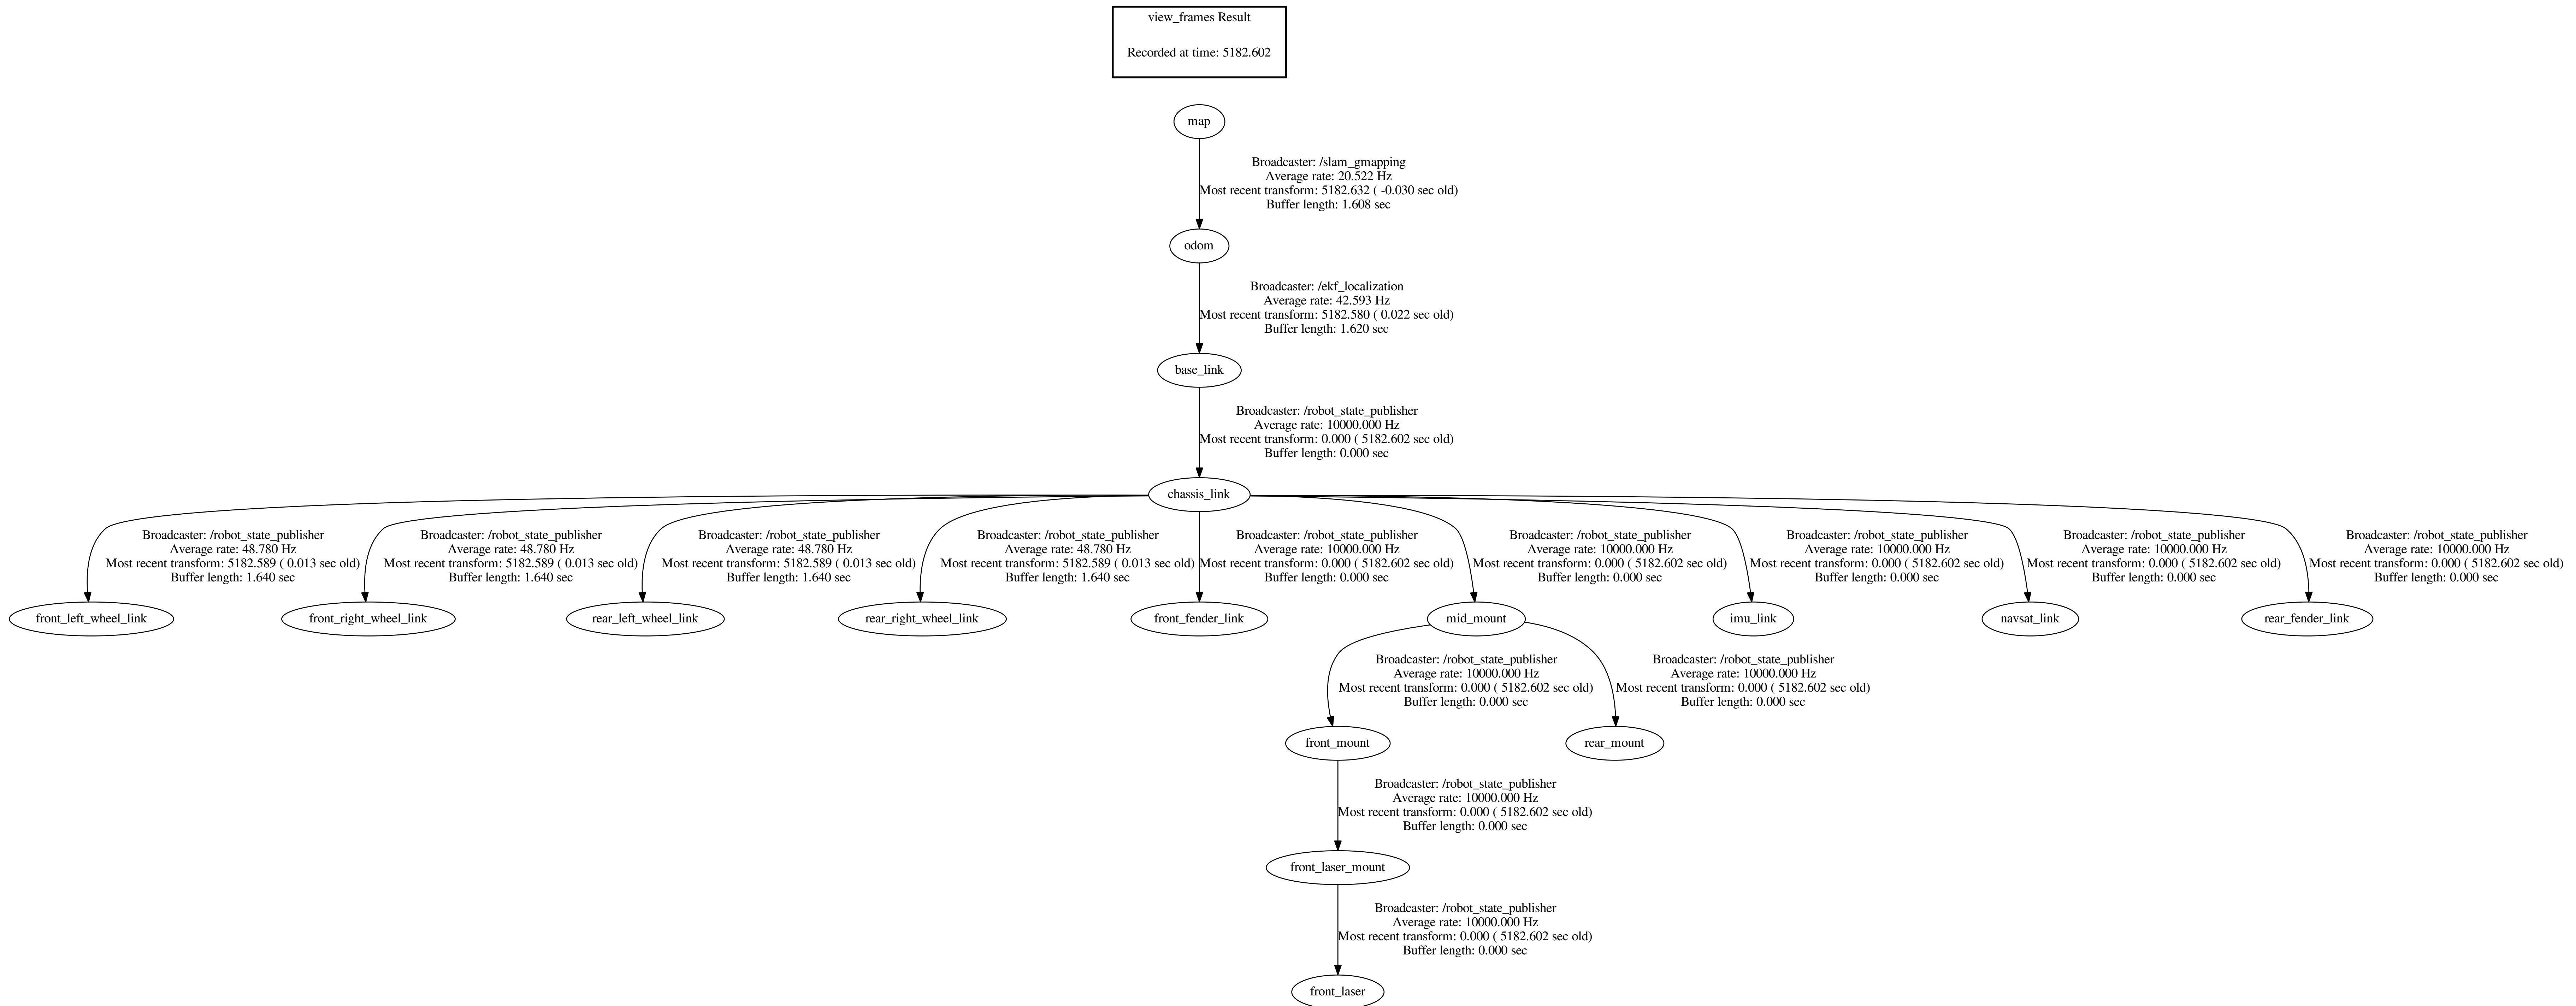 view_frames Result
Recorded at time: 5182.602
map
Broadcaster: /slam_gmapping
Average rate: 20.522 Hz
Most recent transform: 5182.632 ( -0.030 sec old)
Buffer length: 1.608 sec
odom
Broadcaster: /ekf_localization
Average rate: 42.593 Hz
Most recent transform: 5182.580 ( 0.022 sec old)
Buffer length: 1.620 sec
base_link
Broadcaster: /robot_state_publisher
Average rate: 10000.000 Hz
Most recent transform: 0.000 ( 5182.602 sec old)
Buffer length: 0.000 sec
chassis_link
Broadcaster: /robot_state_publisher
Average rate: 48.780 Hz
Most recent transform: 5182.589 ( 0.013 sec old)
Buffer length: 1.640 sec
Broadcaster: /robot_state_publisher
Average rate: 48.780 Hz
Most recent transform: 5182.589 ( 0.013 sec old)
Buffer length: 1.640 sec
Broadcaster: /robot_state_publisher
Average rate: 48.780 Hz
Most recent transform: 5182.589 ( 0.013 sec old)
Buffer length: 1.640 sec
Broadcaster: /robot_state_publisher
Average rate: 48.780 Hz
Most recent transform: 5182.589 ( 0.013 sec old)
Buffer length: 1.640 sec
Broadcaster: /robot_state_publisher
Average rate: 10000.000 Hz
Most recent transform: 0.000 ( 5182.602 sec old)
Buffer length: 0.000 sec
Broadcaster: /robot_state_publisher
Average rate: 10000.000 Hz
Most recent transform: 0.000 ( 5182.602 sec old)
Buffer length: 0.000 sec
Broadcaster: /robot_state_publisher
Average rate: 10000.000 Hz
Most recent transform: 0.000 ( 5182.602 sec old)
Buffer length: 0.000 sec
Broadcaster: /robot_state_publisher
Average rate: 10000.000 Hz
Most recent transform: 0.000 ( 5182.602 sec old)
Buffer length: 0.000 sec
Broadcaster: /robot_state_publisher
Average rate: 10000.000 Hz
Most recent transform: 0.000 ( 5182.602 sec old)
Buffer length: 0.000 sec
front_left_wheel_link
front_right_wheel_link
rear_left_wheel_link
rear_right_wheel_link
front_fender_link
mid_mount
imu_link
navsat_link
rear_fender_link
Broadcaster: /robot_state_publisher
Average rate: 10000.000 Hz
Most recent transform: 0.000 ( 5182.602 sec old)
Buffer length: 0.000 sec
Broadcaster: /robot_state_publisher
Average rate: 10000.000 Hz
Most recent transform: 0.000 ( 5182.602 sec old)
Buffer length: 0.000 sec
front_mount
rear_mount
Broadcaster: /robot_state_publisher
Average rate: 10000.000 Hz
Most recent transform: 0.000 ( 5182.602 sec old)
Buffer length: 0.000 sec
front_laser_mount
Broadcaster: /robot_state_publisher
Average rate: 10000.000 Hz
Most recent transform: 0.000 ( 5182.602 sec old)
Buffer length: 0.000 sec
front_laser